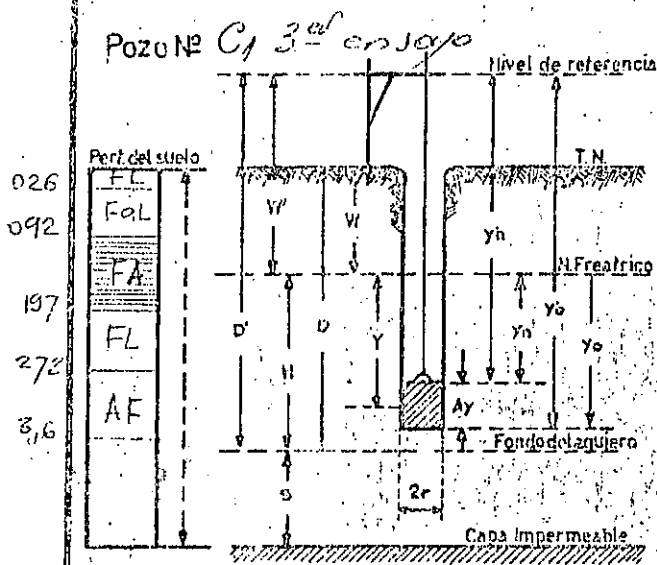 Pozo Nº C1 3er ensayo
Nivel de referencia
Perf. del suelo
T.N.
026
FL
092
FaL
FA
197
FL
272
AF
3,6
W'
W
yh
N.Freatrico
D'
H
D
Y
yn'
y'o
yo
Ay
Fondo del agujero
S
2r
Capa Impermeable